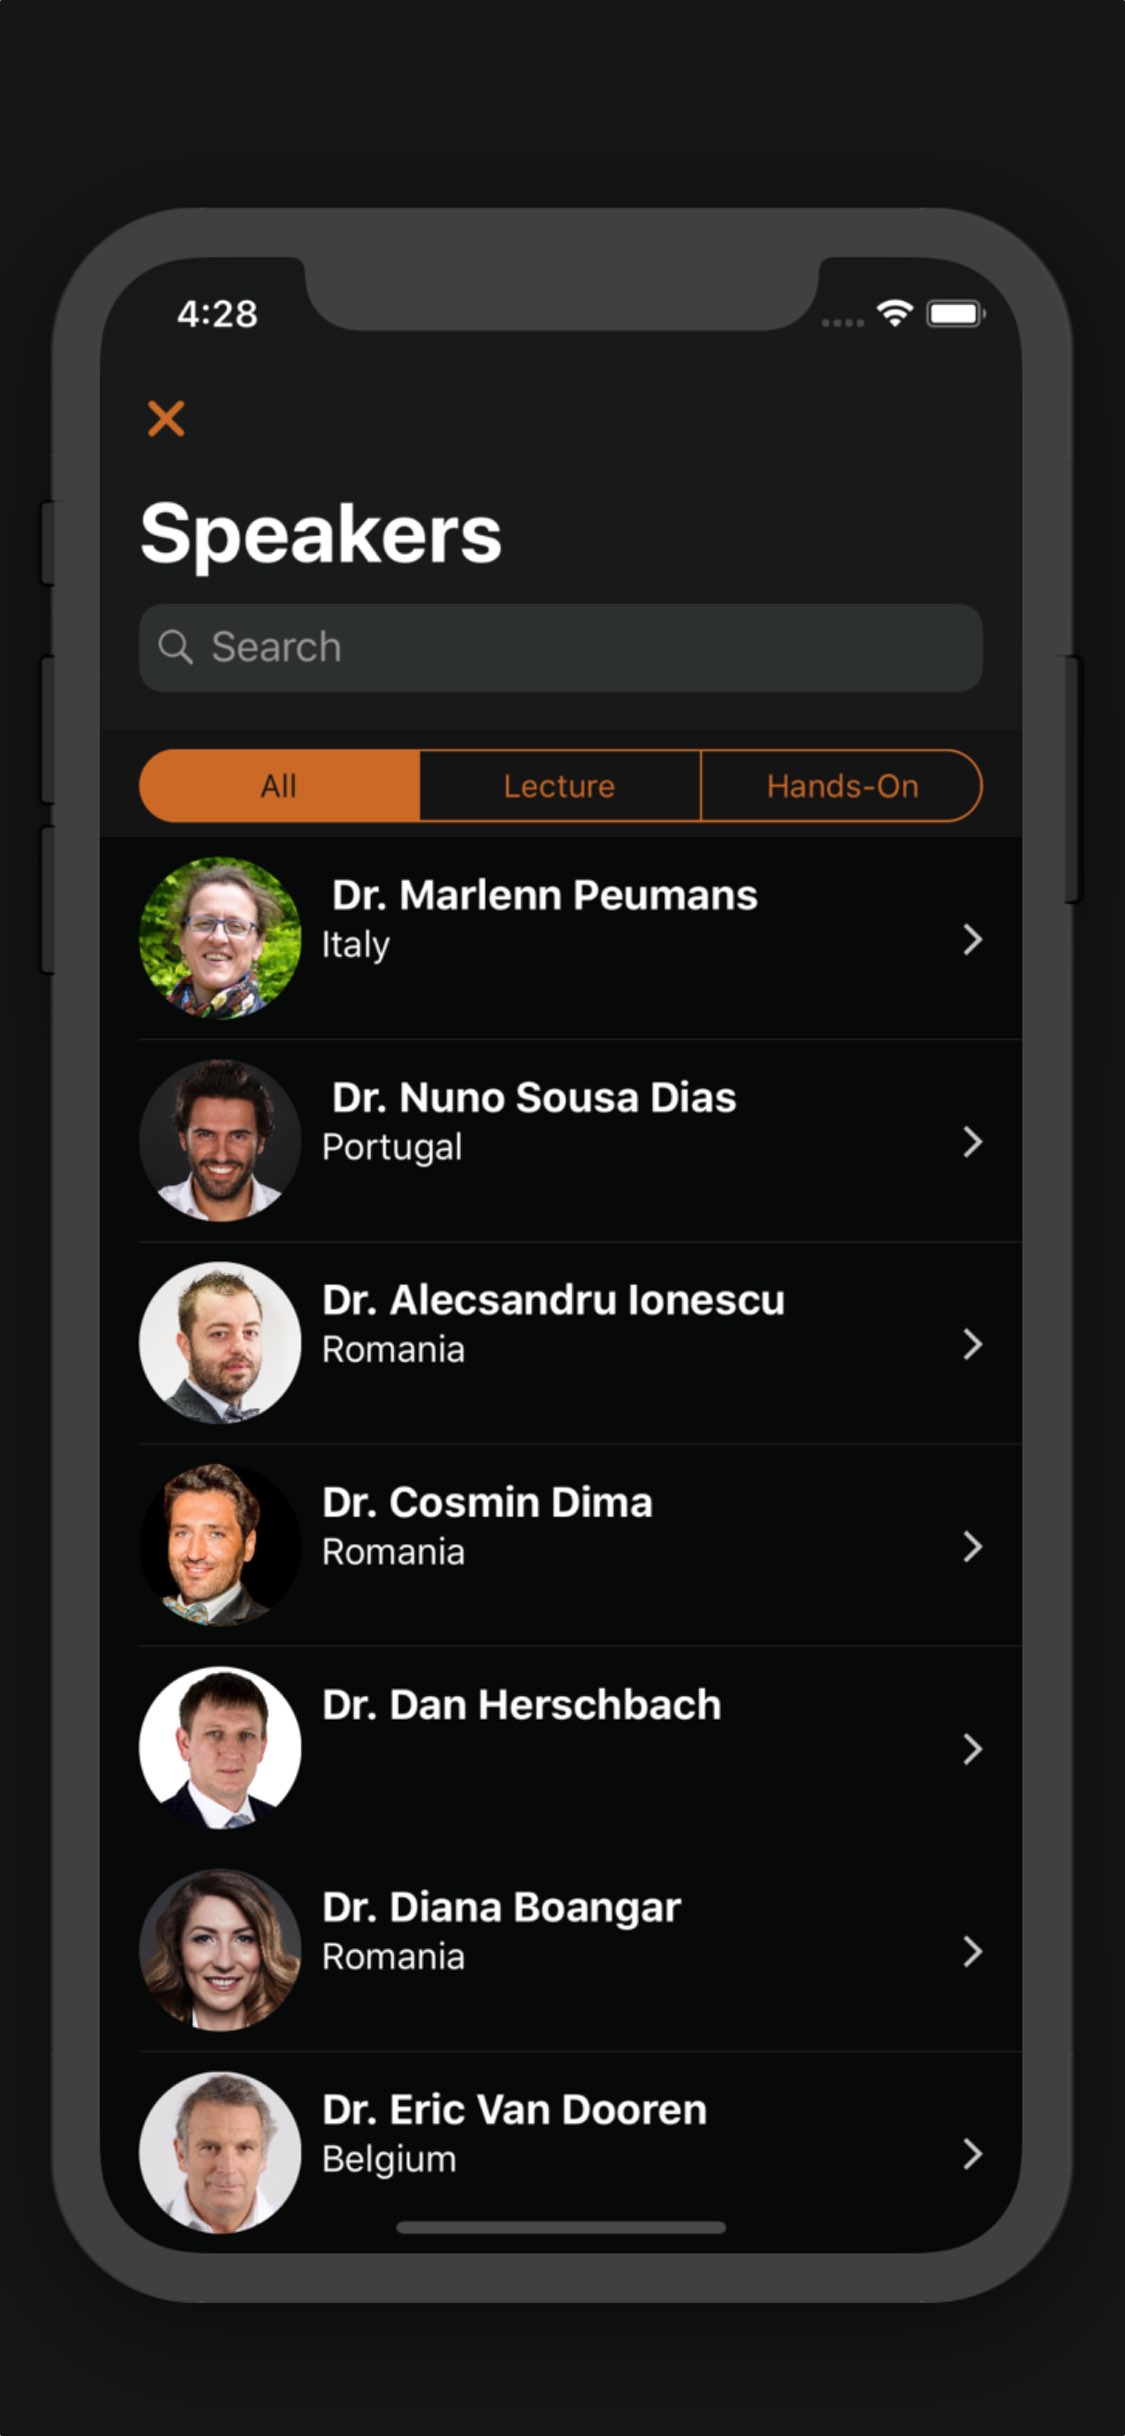 4:28
Speakers
Search
All
Lecture
Hands-On
Dr. Marlenn Peumans
Italy
Dr. Nuno Sousa Dias
Portugal
Dr. Alecsandru Ionescu
Romania
Dr. Cosmin Dima
Romania
Dr. Dan Herschbach
Dr. Diana Boangar
Romania
Dr. Eric Van Dooren
Belgium